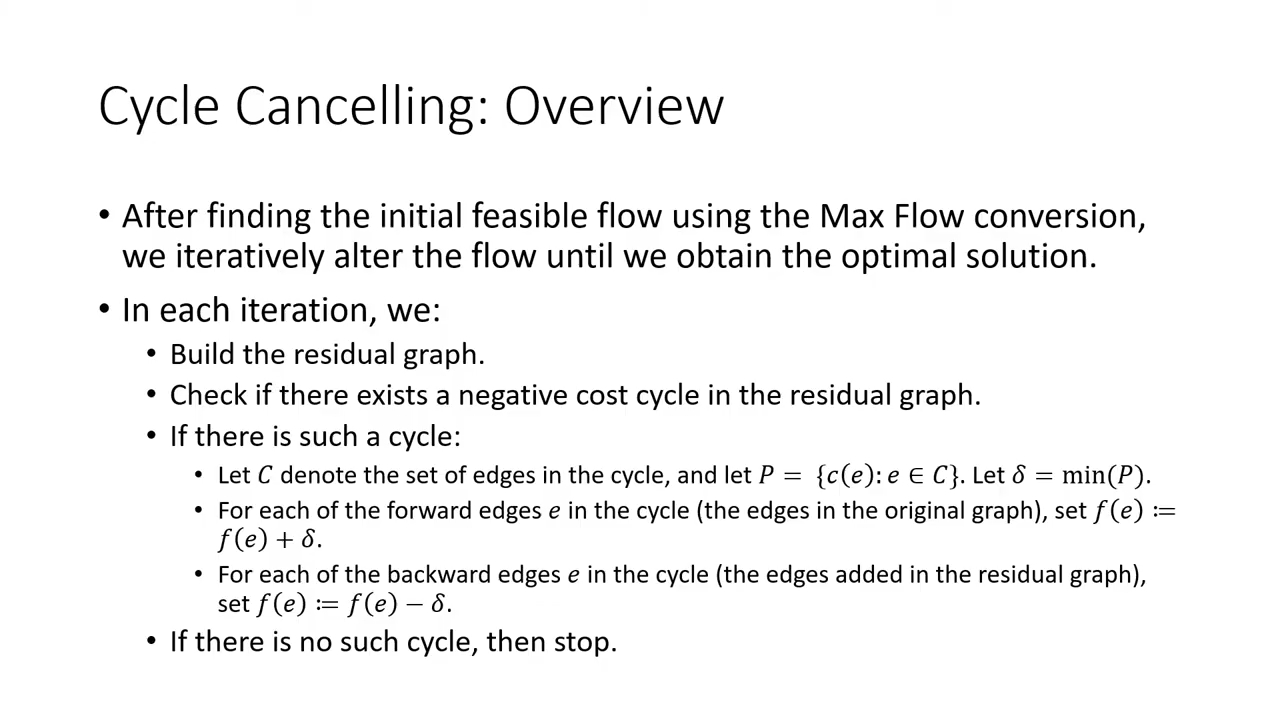 Cycle Cancelling: Overview
• After finding the initial feasible flow using the Max Flow conversion,
we iteratively alter the flow until we obtain the optimal solution.
• In each iteration, we:
• Build the residual graph.
• Check if there exists a negative cost cycle in the residual graph.
• If there is such a cycle:
• Let 𝐶 denote the set of edges in the cycle, and let 𝑃 = {𝑐(𝑒): 𝑒 ∈ 𝐶}. Let 𝛿 = min(𝑃).
• For each of the forward edges 𝑒 in the cycle (the edges in the original graph), set 𝑓(𝑒) ≔
𝑓(𝑒) + 𝛿.
• For each of the backward edges 𝑒 in the cycle (the edges added in the residual graph),
set 𝑓(𝑒) ≔ 𝑓(𝑒) − 𝛿.
• If there is no such cycle, then stop.